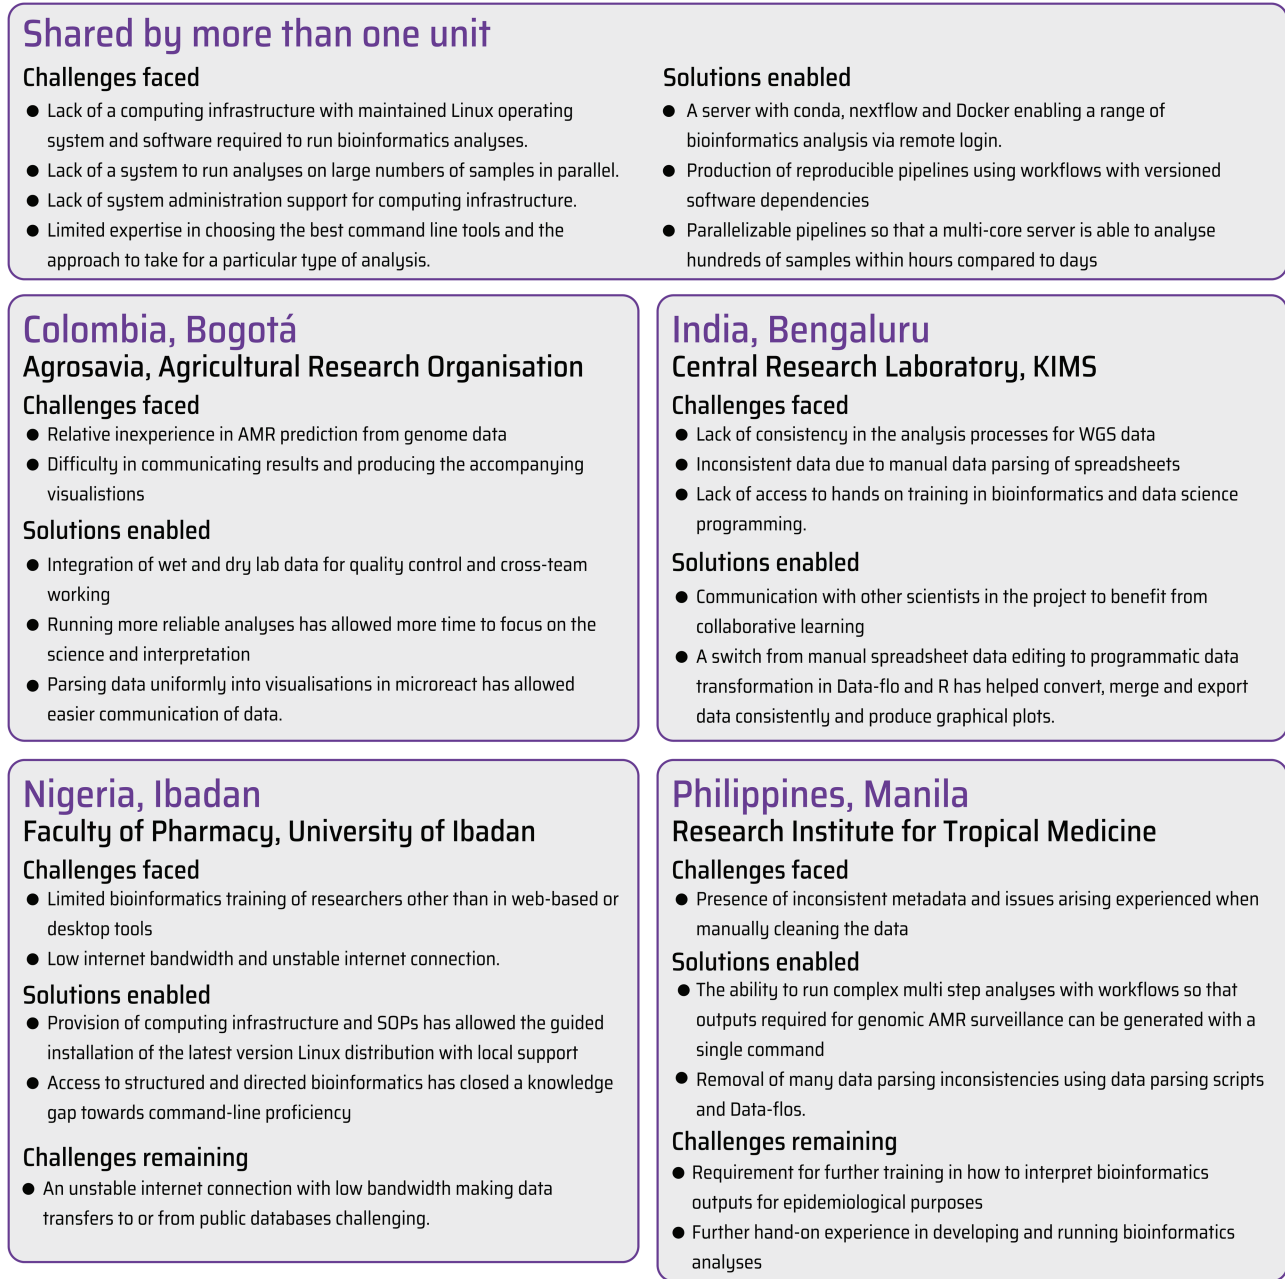 Shared by more than one unit
Challenges faced
● Lack of a computing infrastructure with maintained Linux operating
system and software required to run bioinformatics analyses.
● Lack of a system to run analyses on large numbers of samples in parallel.
● Lack of system administration support for computing infrastructure.
● Limited expertise in choosing the best command line tools and the
approach to take for a particular type of analysis.
Solutions enabled
● A server with conda, nextflow and Docker enabling a range of
bioinformatics analysis via remote login.
● Production of reproducible pipelines using workflows with versioned
software dependencies
● Parallelizable pipelines so that a multi-core server is able to analyse
hundreds of samples within hours compared to days
Colombia, Bogotá
Agrosavia, Agricultural Research Organisation
Challenges faced
● Relative inexperience in AMR prediction from genome data
● Difficulty in communicating results and producing the accompanying
visualistions
Solutions enabled
● Integration of wet and dry lab data for quality control and cross-team
working
● Running more reliable analyses has allowed more time to focus on the
science and interpretation
● Parsing data uniformly into visualisations in microreact has allowed
easier communication of data.
India, Bengaluru
Central Research Laboratory, KIMS
Challenges faced
● Lack of consistency in the analysis processes for WGS data
● Inconsistent data due to manual data parsing of spreadsheets
● Lack of access to hands on training in bioinformatics and data science
programming.
Solutions enabled
● Communication with other scientists in the project to benefit from
collaborative learning
● A switch from manual spreadsheet data editing to programmatic data
transformation in Data-flo and R has helped convert, merge and export
data consistently and produce graphical plots.
Nigeria, Ibadan
Faculty of Pharmacy, University of Ibadan
Challenges faced
● Limited bioinformatics training of researchers other than in web-based or
desktop tools
● Low internet bandwidth and unstable internet connection.
Solutions enabled
● Provision of computing infrastructure and SOPs has allowed the guided
installation of the latest version Linux distribution with local support
● Access to structured and directed bioinformatics has closed a knowledge
gap towards command-line proficiency
Challenges remaining
● An unstable internet connection with low bandwidth making data
transfers to or from public databases challenging.
Philippines, Manila
Research Institute for Tropical Medicine
Challenges faced
● Presence of inconsistent metadata and issues arising experienced when
manually cleaning the data
Solutions enabled
● The ability to run complex multi step analyses with workflows so that
outputs required for genomic AMR surveillance can be generated with a
single command
● Removal of many data parsing inconsistencies using data parsing scripts
and Data-flos.
Challenges remaining
● Requirement for further training in how to interpret bioinformatics
outputs for epidemiological purposes
● Further hand-on experience in developing and running bioinformatics
analyses